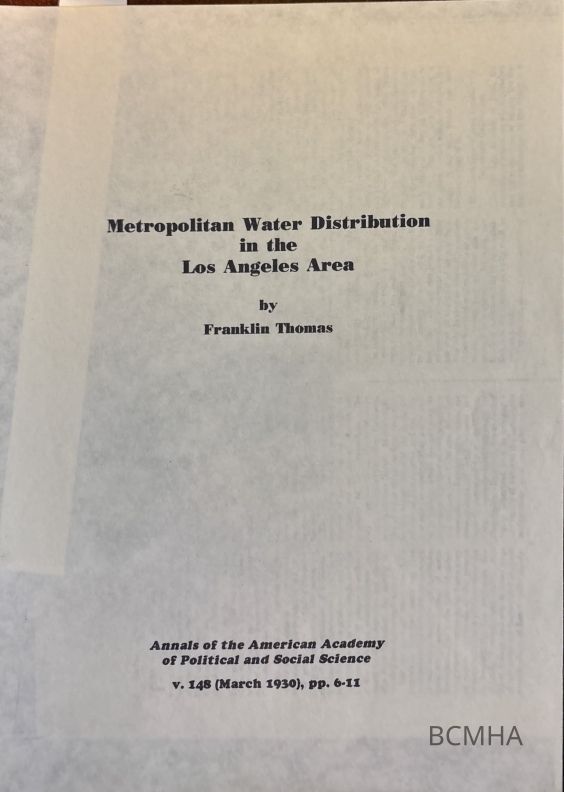 Metropolitan Water Distribution
in the
Los Angeles Area
by
Franklin Thomas
Annals of the American Academy
of Political and Social Science
v. 148 (March 1930), pp. 6-11
BCMHA